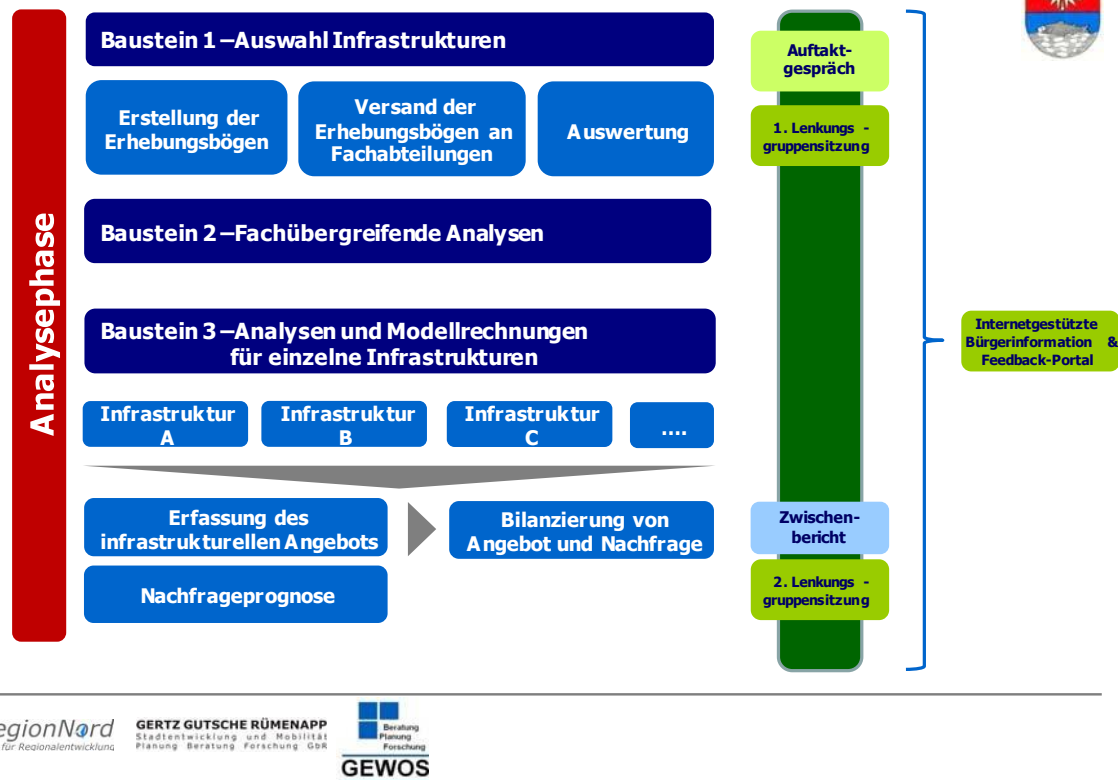 Analysephase
Baustein 1 – Auswahl Infrastrukturen
Erstellung der
Erhebungsbögen
Versand der
Erhebungsbögen an
Fachabteilungen
Auswertung
Baustein 2 – Fachübergreifende Analysen
Baustein 3 – Analysen und Modellrechnungen
für einzelne Infrastrukturen
Infrastruktur
A
Infrastruktur
B
Infrastruktur
C
....
Erfassung des
infrastrukturellen Angebots
Nachfrageprognose
Bilanzierung von
Angebot und Nachfrage
Auftakt-
gespräch
1. Lenkungs -
gruppensitzung
Zwischen-
bericht
2. Lenkungs -
gruppensitzung
Internetgestützte
Bürgerinformation &
Feedback-Portal
egionNord
für Regionalentwicklung
GERTZ GUTSCHE RÜMENAPP
Stadtentwicklung und Mobilität
Planung Beratung Forschung GbR
Beratung
Planung
Forschung
GEWOS